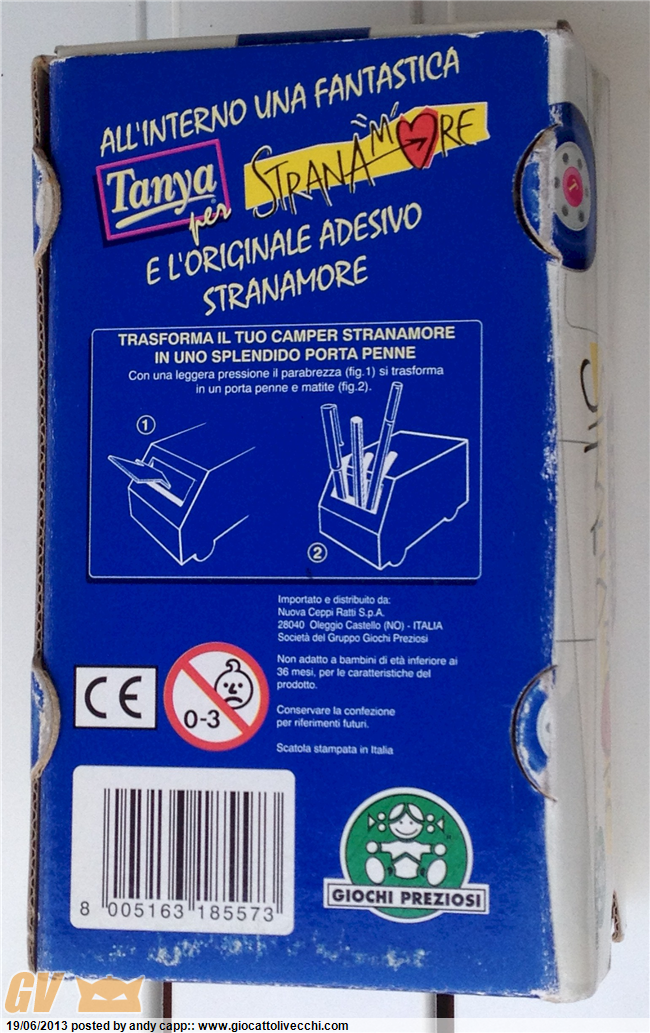 ALL'INTERNO UNA FANTASTICA
Tanya®
per
STRANAMORE
E L'ORIGINALE ADESIVO
STRANAMORE
TRASFORMA IL TUO CAMPER STRANAMORE
IN UNO SPLENDIDO PORTA PENNE
Con una leggera pressione il parabrezza (fig.1) si trasforma
in un porta penne e matite (fig.2).
1
2
Importato e distribuito da:
Nuova Ceppi Ratti S.p.A.
28040 Oleggio Castello (NO) - ITALIA
Società del Gruppo Giochi Preziosi
Non adatto a bambini di età inferiore ai
36 mesi, per le caratteristiche del
prodotto.
Conservare la confezione
per riferimenti futuri.
Scatola stampata in Italia
CE
0-3
8 005163 185573
GIOCHI PREZIOSI
GV
19/06/2013 posted by andy capp:: www.giocattolivecchi.com